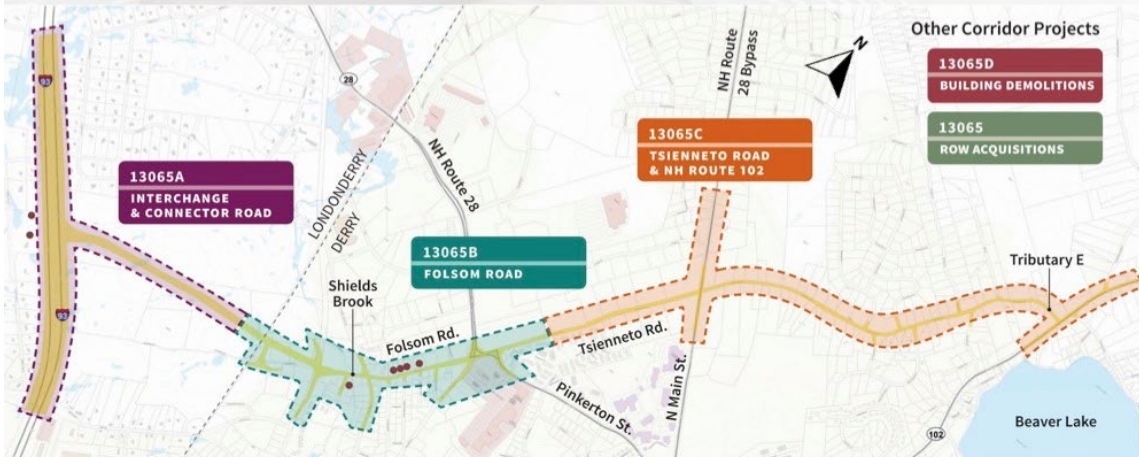 Other Corridor Projects
13065D
BUILDING DEMOLITIONS
13065
ROW ACQUISITIONS
N
NH Route
28 Bypass
93
28
NH Route 28
13065C
TSIENNETO ROAD
& NH ROUTE 102
13065A
INTERCHANGE
& CONNECTOR ROAD
LONDONDERRY
DERRY
13065B
FOLSOM ROAD
Shields
Brook
Tributary E
93
Folsom Rd.
Tsienneto Rd.
Pinkerton St.
N Main St.
102
Beaver Lake